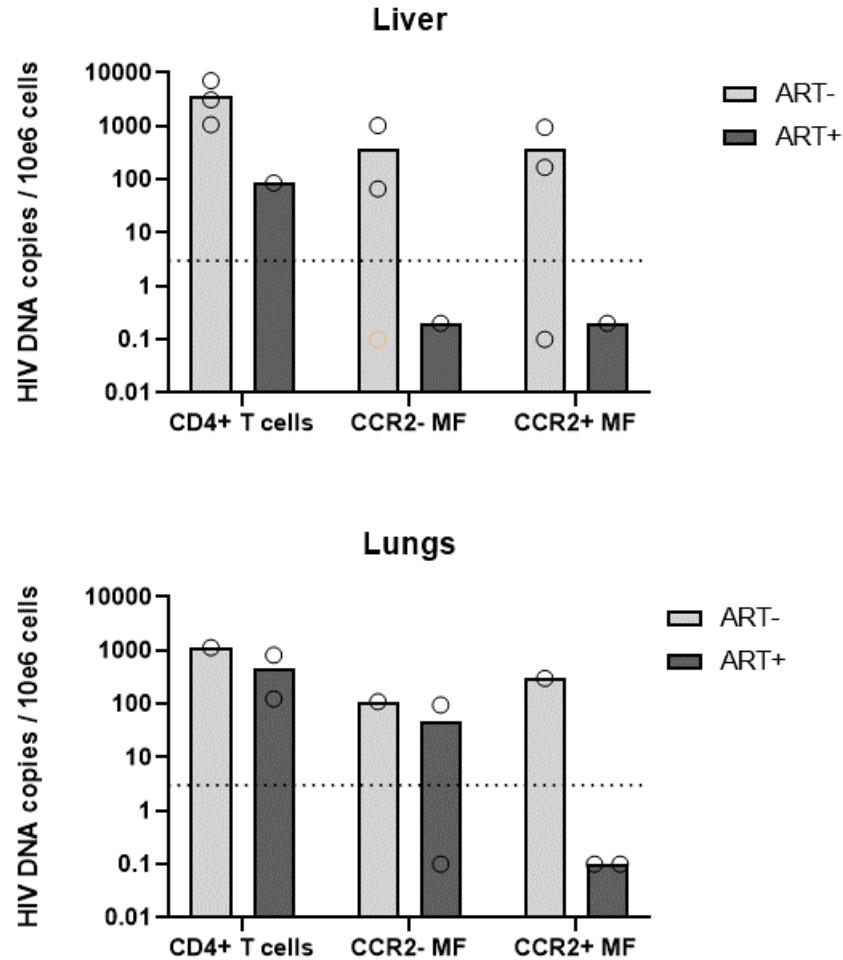 Liver
HIV DNA copies / 10e6 cells
10000
1000
100
10
1
0.1
0.01
CD4+ T cells CCR2- MF CCR2+ MF
ART-
ART+
Lungs
HIV DNA copies / 10e6 cells
10000
1000
100
10
1
0.1
0.01
CD4+ T cells CCR2- MF CCR2+ MF
ART-
ART+